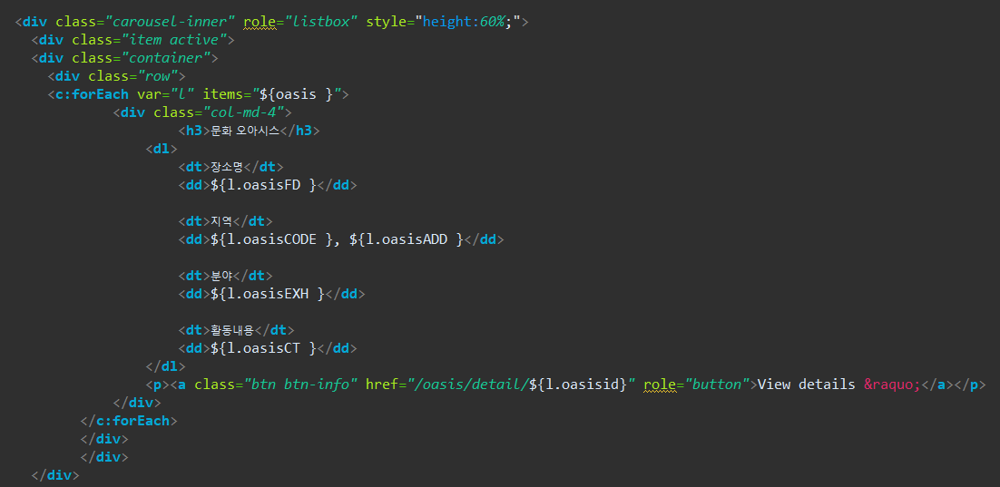 <div class="carousel-inner" role="listbox" style="height:60%;">
<div class="item active">
<div class="container">
<div class="row">
<c:forEach var="l" items="${oasis }">
<div class="col-md-4">
<h3>문화 오아시스</h3>
<dl>
<dt>장소명</dt>
<dd>${l.oasisFD }</dd>
<dt>지역</dt>
<dd>${l.oasisCODE }, ${l.oasisADD }</dd>
<dt>분야</dt>
<dd>${l.oasisEXH }</dd>
<dt>활동내용</dt>
<dd>${l.oasisCT }</dd>
</dl>
<p><a class="btn btn-info" href="/oasis/detail/${l.oasisid}" role="button">View details &raquo;</a></p>
</div>
</c:forEach>
</div>
</div>
</div>